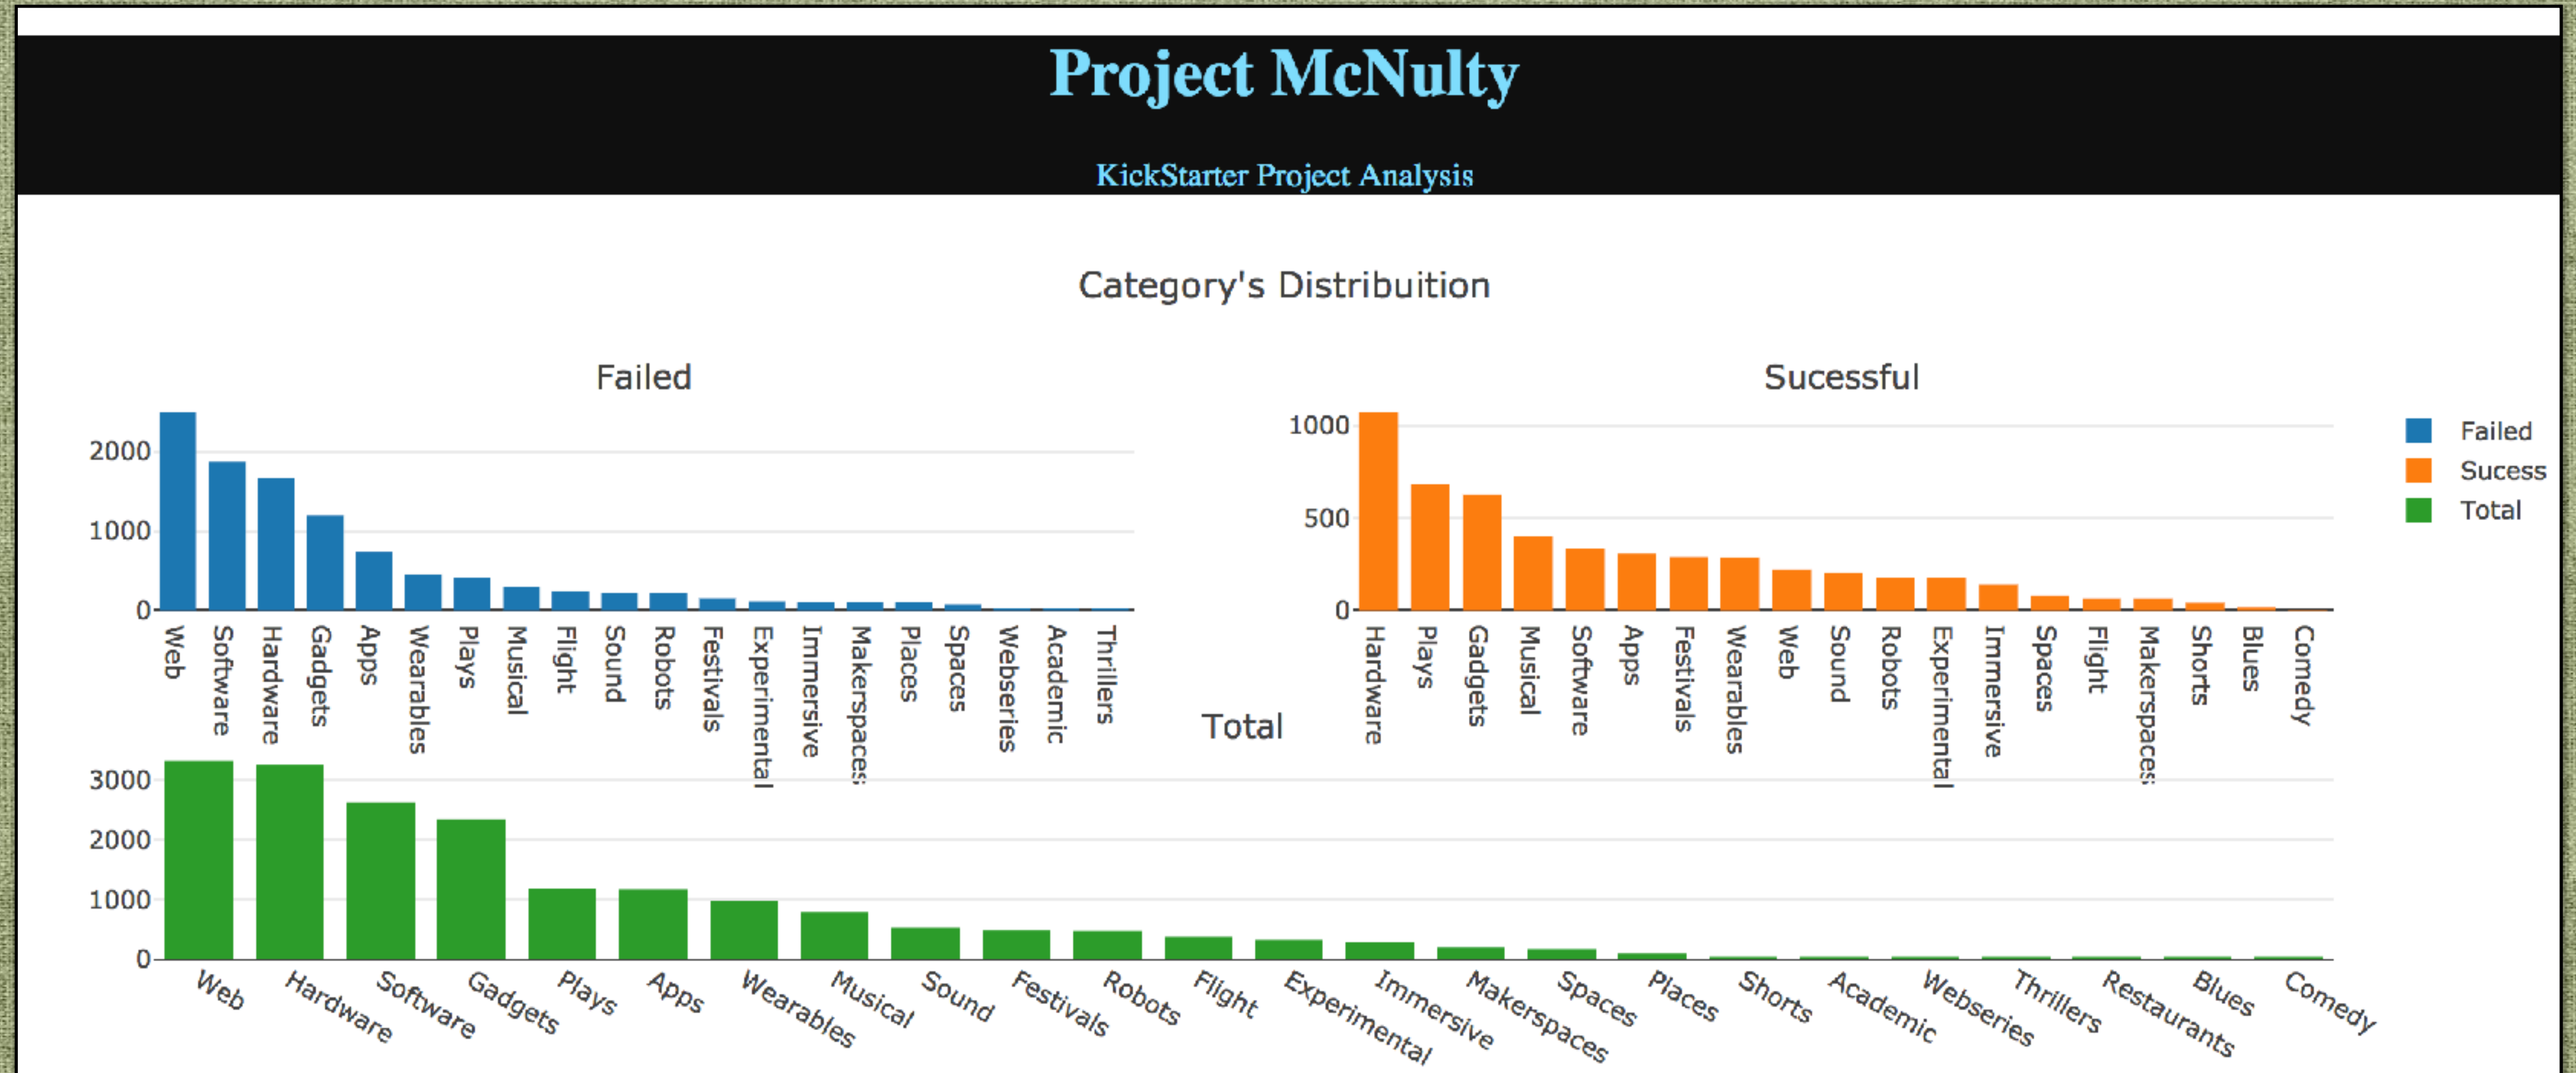 Project McNulty
KickStarter Project Analysis
Category's Distribuition
Failed
2000
1000
0
Web
Software
Hardware
Gadgets
Apps
Wearables
Plays
Musical
Flight
Sound
Robots
Festivals
Experimental
Immersive
Makerspaces
Places
Spaces
Webseries
Academic
Thrillers
Sucessful
1000
500
0
Hardware
Plays
Gadgets
Musical
Software
Apps
Festivals
Wearables
Web
Sound
Robots
Experimental
Immersive
Spaces
Flight
Makerspaces
Shorts
Blues
Comedy
Failed
Sucess
Total
Total
3000
2000
1000
0
Web
Hardware
Software
Gadgets
Plays
Apps
Wearables
Musical
Sound
Festivals
Robots
Flight
Experimental
Immersive
Makerspaces
Spaces
Places
Shorts
Academic
Webseries
Thrillers
Restaurants
Blues
Comedy